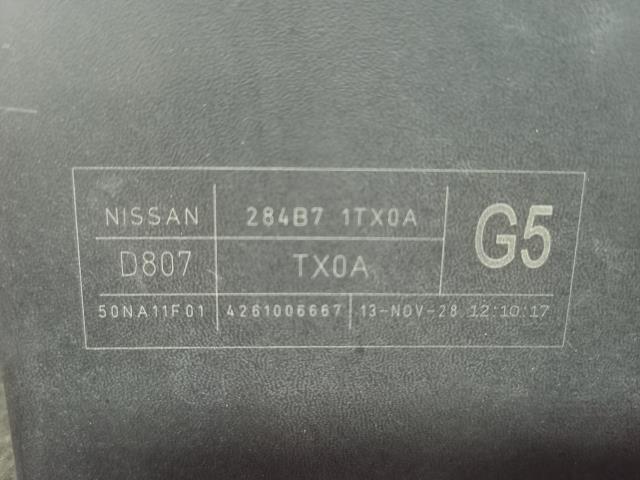 NISSAN 284B7 1TX0A G5
D807 TX0A
50NA11F01 4261006667 13-NOV-28 12:10:17